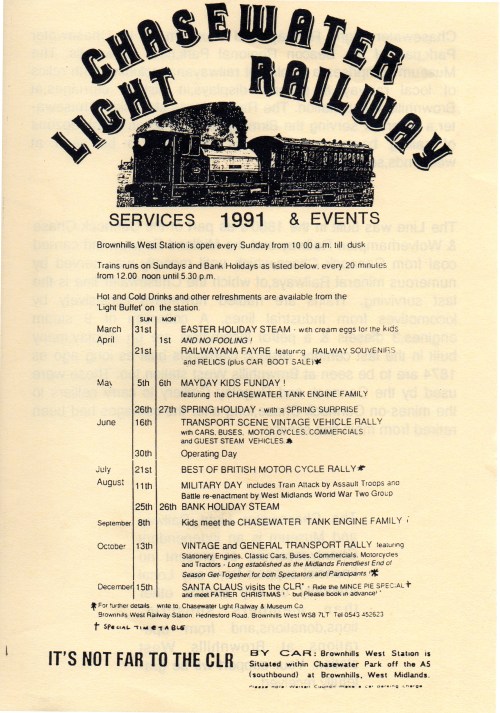 CHASEWATER
LIGHT RAILWAY
SERVICES 1991 & EVENTS
Brownhills West Station is open every Sunday from 10 00 a.m. till dusk
Trains run on Sundays and Bank Holidays as listed below, every 20 minutes
from 12.00 noon until 5.30 p.m.
Hot and Cold Drinks and other refreshments are available from the
'Light Buffet' on the station.
SUN MON
March 31st EASTER HOLIDAY STEAM - with cream eggs for the kids
April 1st AND NO FOOLING !
21st RAILWAYANA FAYRE featuring RAILWAY SOUVENIRS
and RELICS (plus CAR BOOT SALE)*
May 5th 6th MAYDAY KIDS FUNDAY !
featuring the CHASEWATER TANK ENGINE FAMILY
26th 27th SPRING HOLIDAY - with a SPRING SURPRISE
June 16th TRANSPORT SCENE VINTAGE VEHICLE RALLY
with CARS, BUSES, MOTOR CYCLES, COMMERCIALS
and GUEST STEAM VEHICLES *
30th Operating Day
July 21st BEST OF BRITISH MOTOR CYCLE RALLY *
August 11th MILITARY DAY includes Train Attack by Assault Troops and
Battle re-enactment by West Midlands World War Two Group
25th 26th BANK HOLIDAY STEAM
September 8th Kids meet the CHASEWATER TANK ENGINE FAMILY !
October 13th VINTAGE and GENERAL TRANSPORT RALLY featuring
Stationery Engines, Classic Cars, Buses, Commercials, Motorcycles
and Tractors - Long established as the Midlands Friendliest End of
Season Get-Together for both Spectators and Participants ! *
December 15th SANTA CLAUS visits the CLR* - Ride the MINCE PIE SPECIAL †
and meet FATHER CHRISTMAS ! - but Please book in advance !
* For further details write to, Chasewater Light Railway & Museum Co
Brownhills West Railway Station, Hednesford Road, Brownhills West WS8 7LT Tel 0543 452623
† SPECIAL TIMETABLE
IT'S NOT FAR TO THE CLR
BY CAR: Brownhills West Station is
Situated within Chasewater Park off the A5
(southbound) at Brownhills, West Midlands.
Please note Walsall Council make a car parking charge